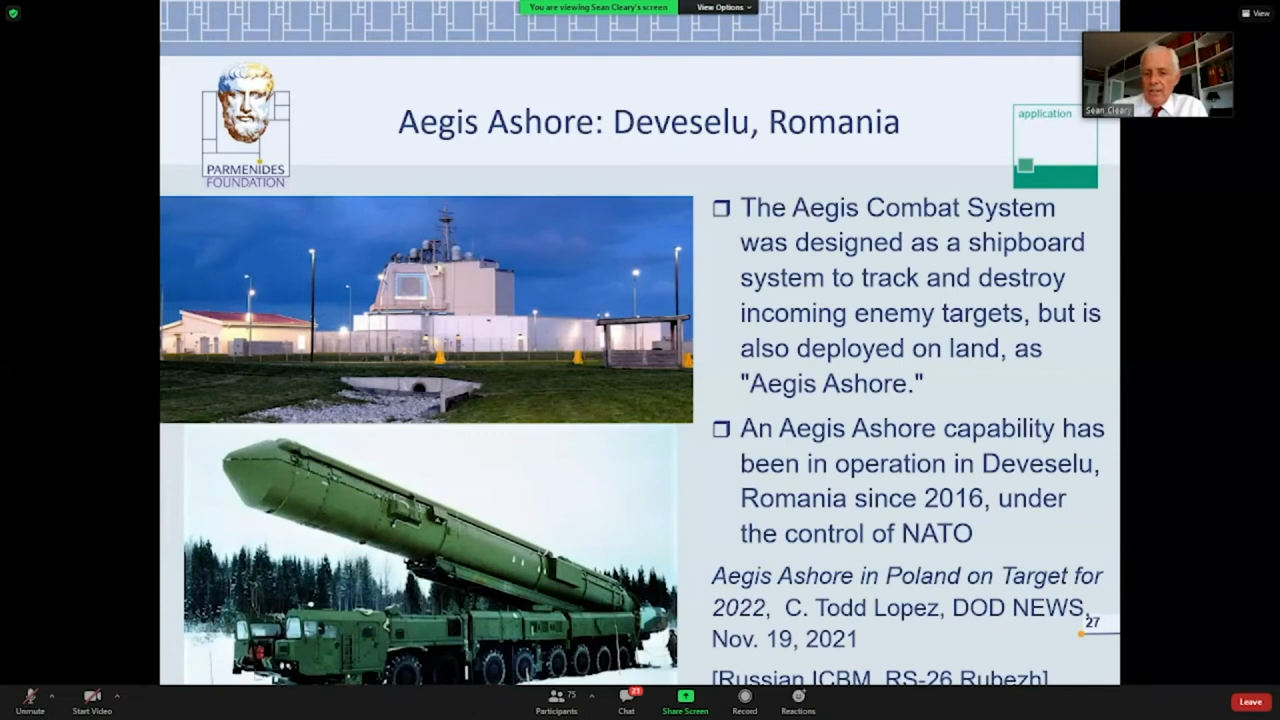 You are viewing Sean Cleary's screen
View Options
View
Sean Cleary
PARMENIDES
FOUNDATION
Aegis Ashore: Deveselu, Romania
application
The Aegis Combat System
was designed as a shipboard
system to track and destroy
incoming enemy targets, but is
also deployed on land, as
"Aegis Ashore."
An Aegis Ashore capability has
been in operation in Deveselu,
Romania since 2016, under
the control of NATO
Aegis Ashore in Poland on Target for
2022, C. Todd Lopez, DOD NEWS,
Nov. 19, 2021
27
[Russian ICBM RS-26 Rubezh]
Unmute
Start Video
75
Participants
21
Chat
Share Screen
Record
Reactions
Leave